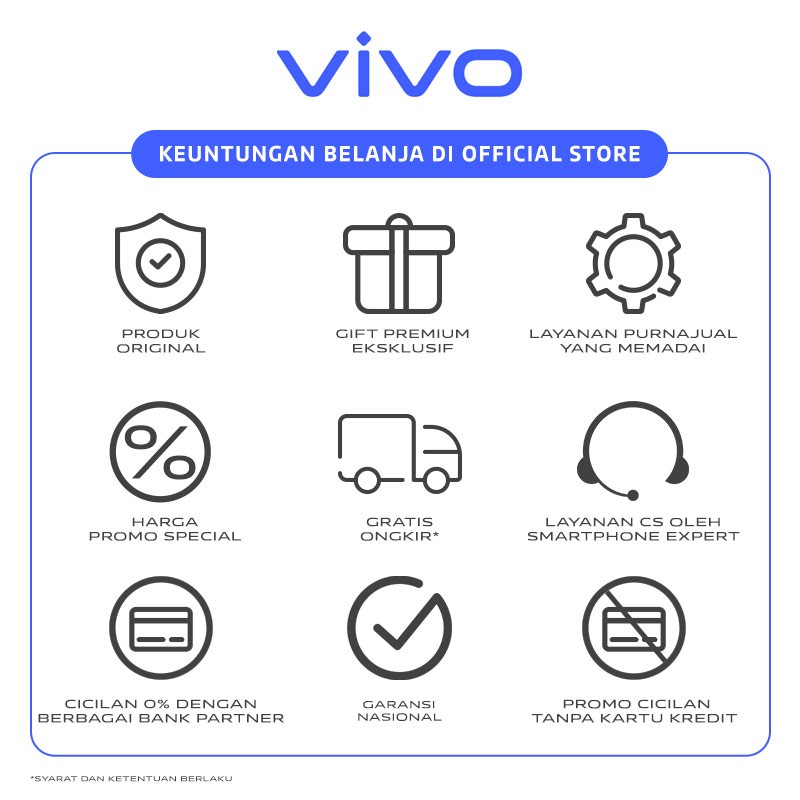 vivo
KEUNTUNGAN BELANJA DI OFFICIAL STORE
PRODUK
ORIGINAL
GIFT PREMIUM
EKSKLUSIF
LAYANAN PURNAJUAL
YANG MEMADAI
HARGA
PROMO SPECIAL
GRATIS
ONGKIR*
LAYANAN CS OLEH
SMARTPHONE EXPERT
CICILAN 0% DENGAN
BERBAGAI BANK PARTNER
GARANSI
NASIONAL
PROMO CICILAN
TANPA KARTU KREDIT
*SYARAT DAN KETENTUAN BERLAKU